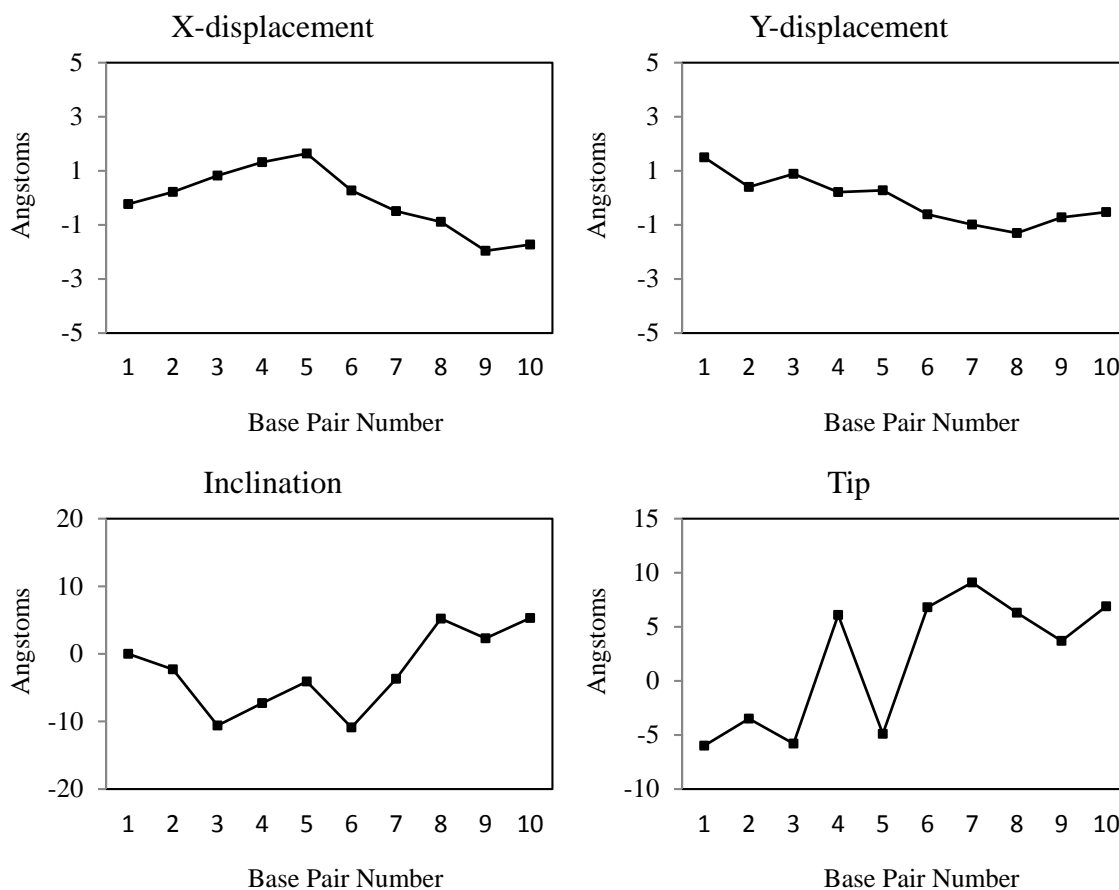 X-displacement
5
3
1
-1
-3
-5
Angstoms
1 2 3 4 5 6 7 8 9 10
Base Pair Number
Y-displacement
5
3
1
-1
-3
-5
Angstoms
1 2 3 4 5 6 7 8 9 10
Base Pair Number
Inclination
20
10
0
-10
-20
Angstoms
1 2 3 4 5 6 7 8 9 10
Base Pair Number
Tip
15
10
5
0
-5
-10
Angstoms
1 2 3 4 5 6 7 8 9 10
Base Pair Number